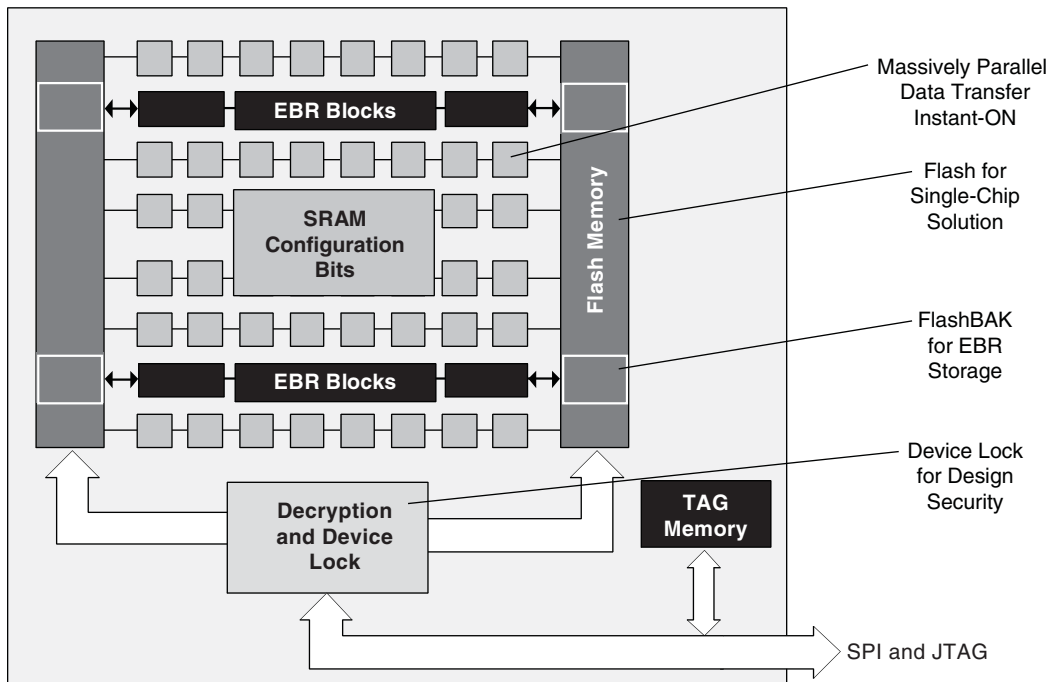 EBR Blocks
SRAM
Configuration
Bits
EBR Blocks
Flash Memory
Massively Parallel
Data Transfer
Instant-ON
Flash for
Single-Chip
Solution
FlashBAK
for EBR
Storage
Device Lock
for Design
Security
Decryption
and Device
Lock
TAG
Memory
SPI and JTAG